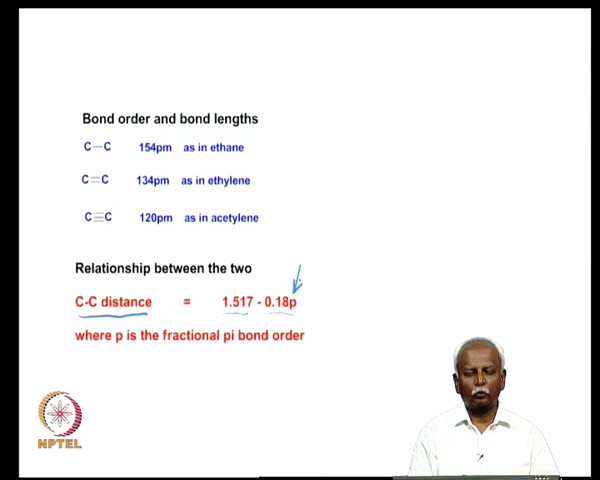 Bond order and bond lengths
C—C 154pm as in ethane
C=C 134pm as in ethylene
C≡C 120pm as in acetylene
Relationship between the two
C-C distance = 1.517 - 0.18p
where p is the fractional pi bond order
NPTEL